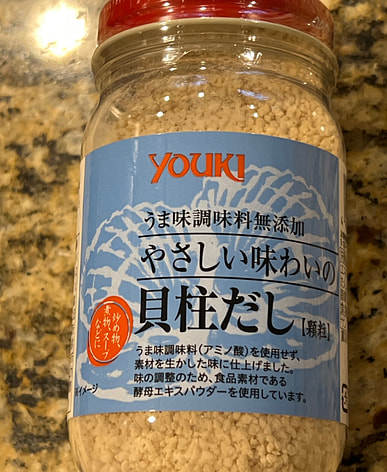 YOUKI
うま味調味料無添加
やさしい味わいの
貝柱だし【顆粒】
炒め物、
煮物、スープ
などに
うま味調味料(アミノ酸)を使用せず、
素材を生かした味に仕上げました。
味の調整のため、食品素材である
酵母エキスパウダーを使用しています。
イメージ